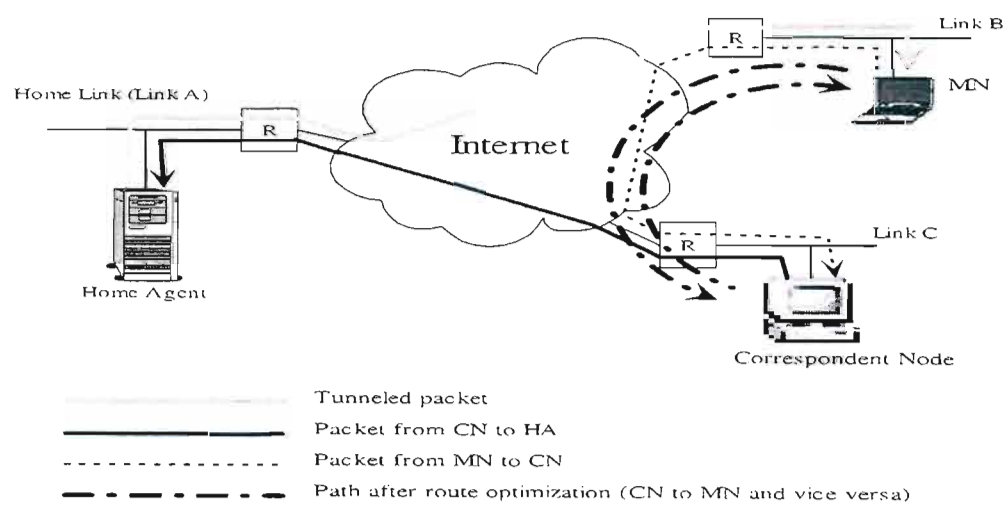 Link B
R
MN
Home Link (Link A)
R
Internet
Link C
R
Home Agent
Correspondent Node
Tunneled packet
Packet from CN to HA
Packet from MN to CN
Path after route optimization (CN to MN and vice versa)